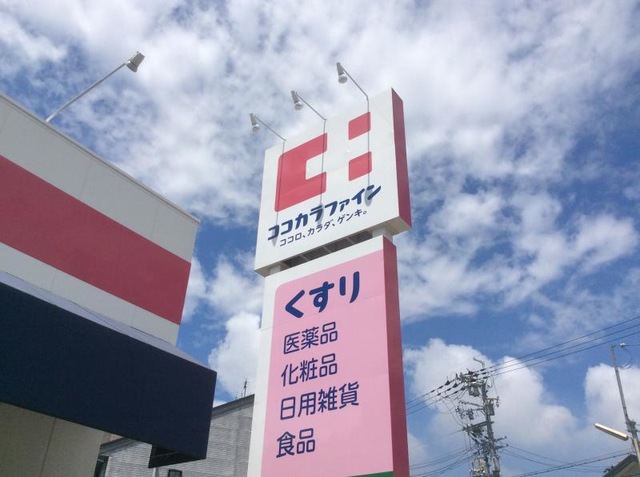 ココカラファイン
ココロ、カラダ、ゲンキ。
くすり
医薬品
化粧品
日用雑貨
食品